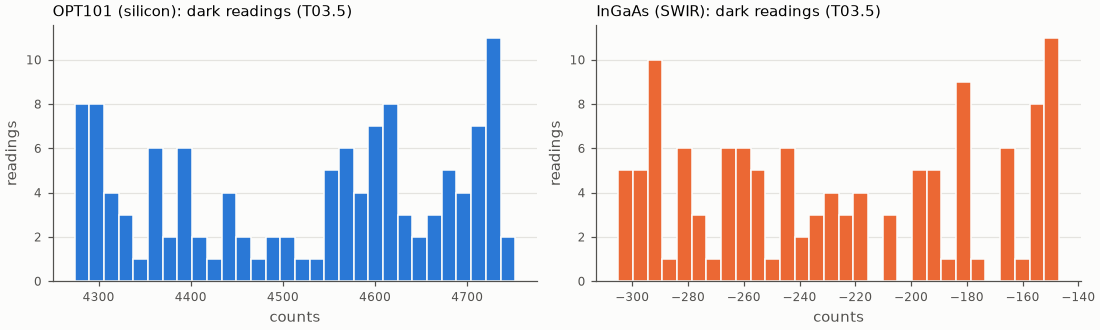 OPT101 (silicon): dark readings (T03.5)
readings
10
8
6
4
2
0
4300 4400 4500 4600 4700
counts
InGaAs (SWIR): dark readings (T03.5)
readings
10
8
6
4
2
0
−300 −280 −260 −240 −220 −200 −180 −160 −140
counts